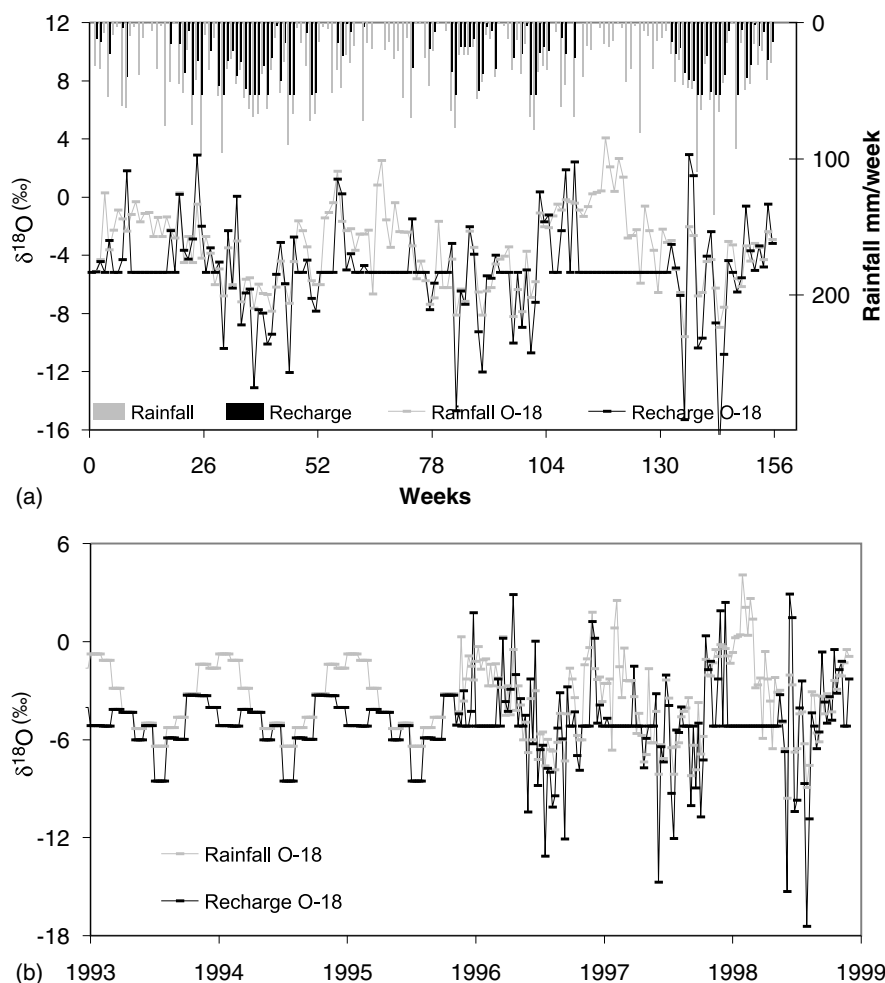 12
8
4
0
-4
-8
-12
-16
δ18O (‰)
0
100
200
Rainfall mm/week
Rainfall
Recharge
Rainfall O-18
Recharge O-18
0 26 52 78 104 130 156
Weeks
(a)
6
0
-6
-12
-18
δ18O (‰)
Rainfall O-18
Recharge O-18
1993 1994 1995 1996 1997 1998 1999
(b)